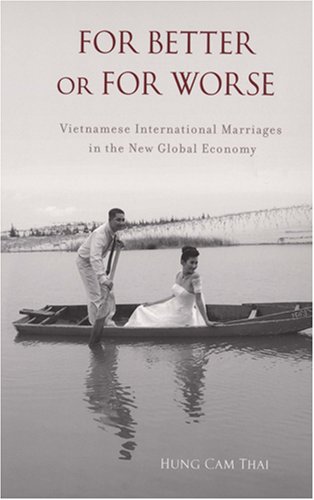 FOR BETTER
OR FOR WORSE
Vietnamese International Marriages
in the New Global Economy
HUNG CAM THAI